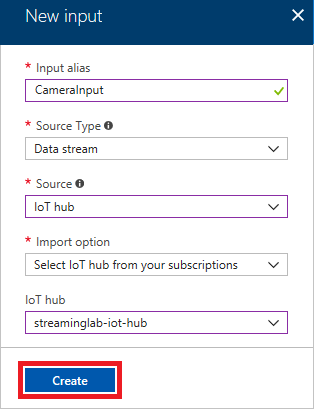 New input
* Input alias
CameraInput
* Source Type
Data stream
* Source
IoT hub
* Import option
Select IoT hub from your subscriptions
IoT hub
streaminglab-iot-hub
Create